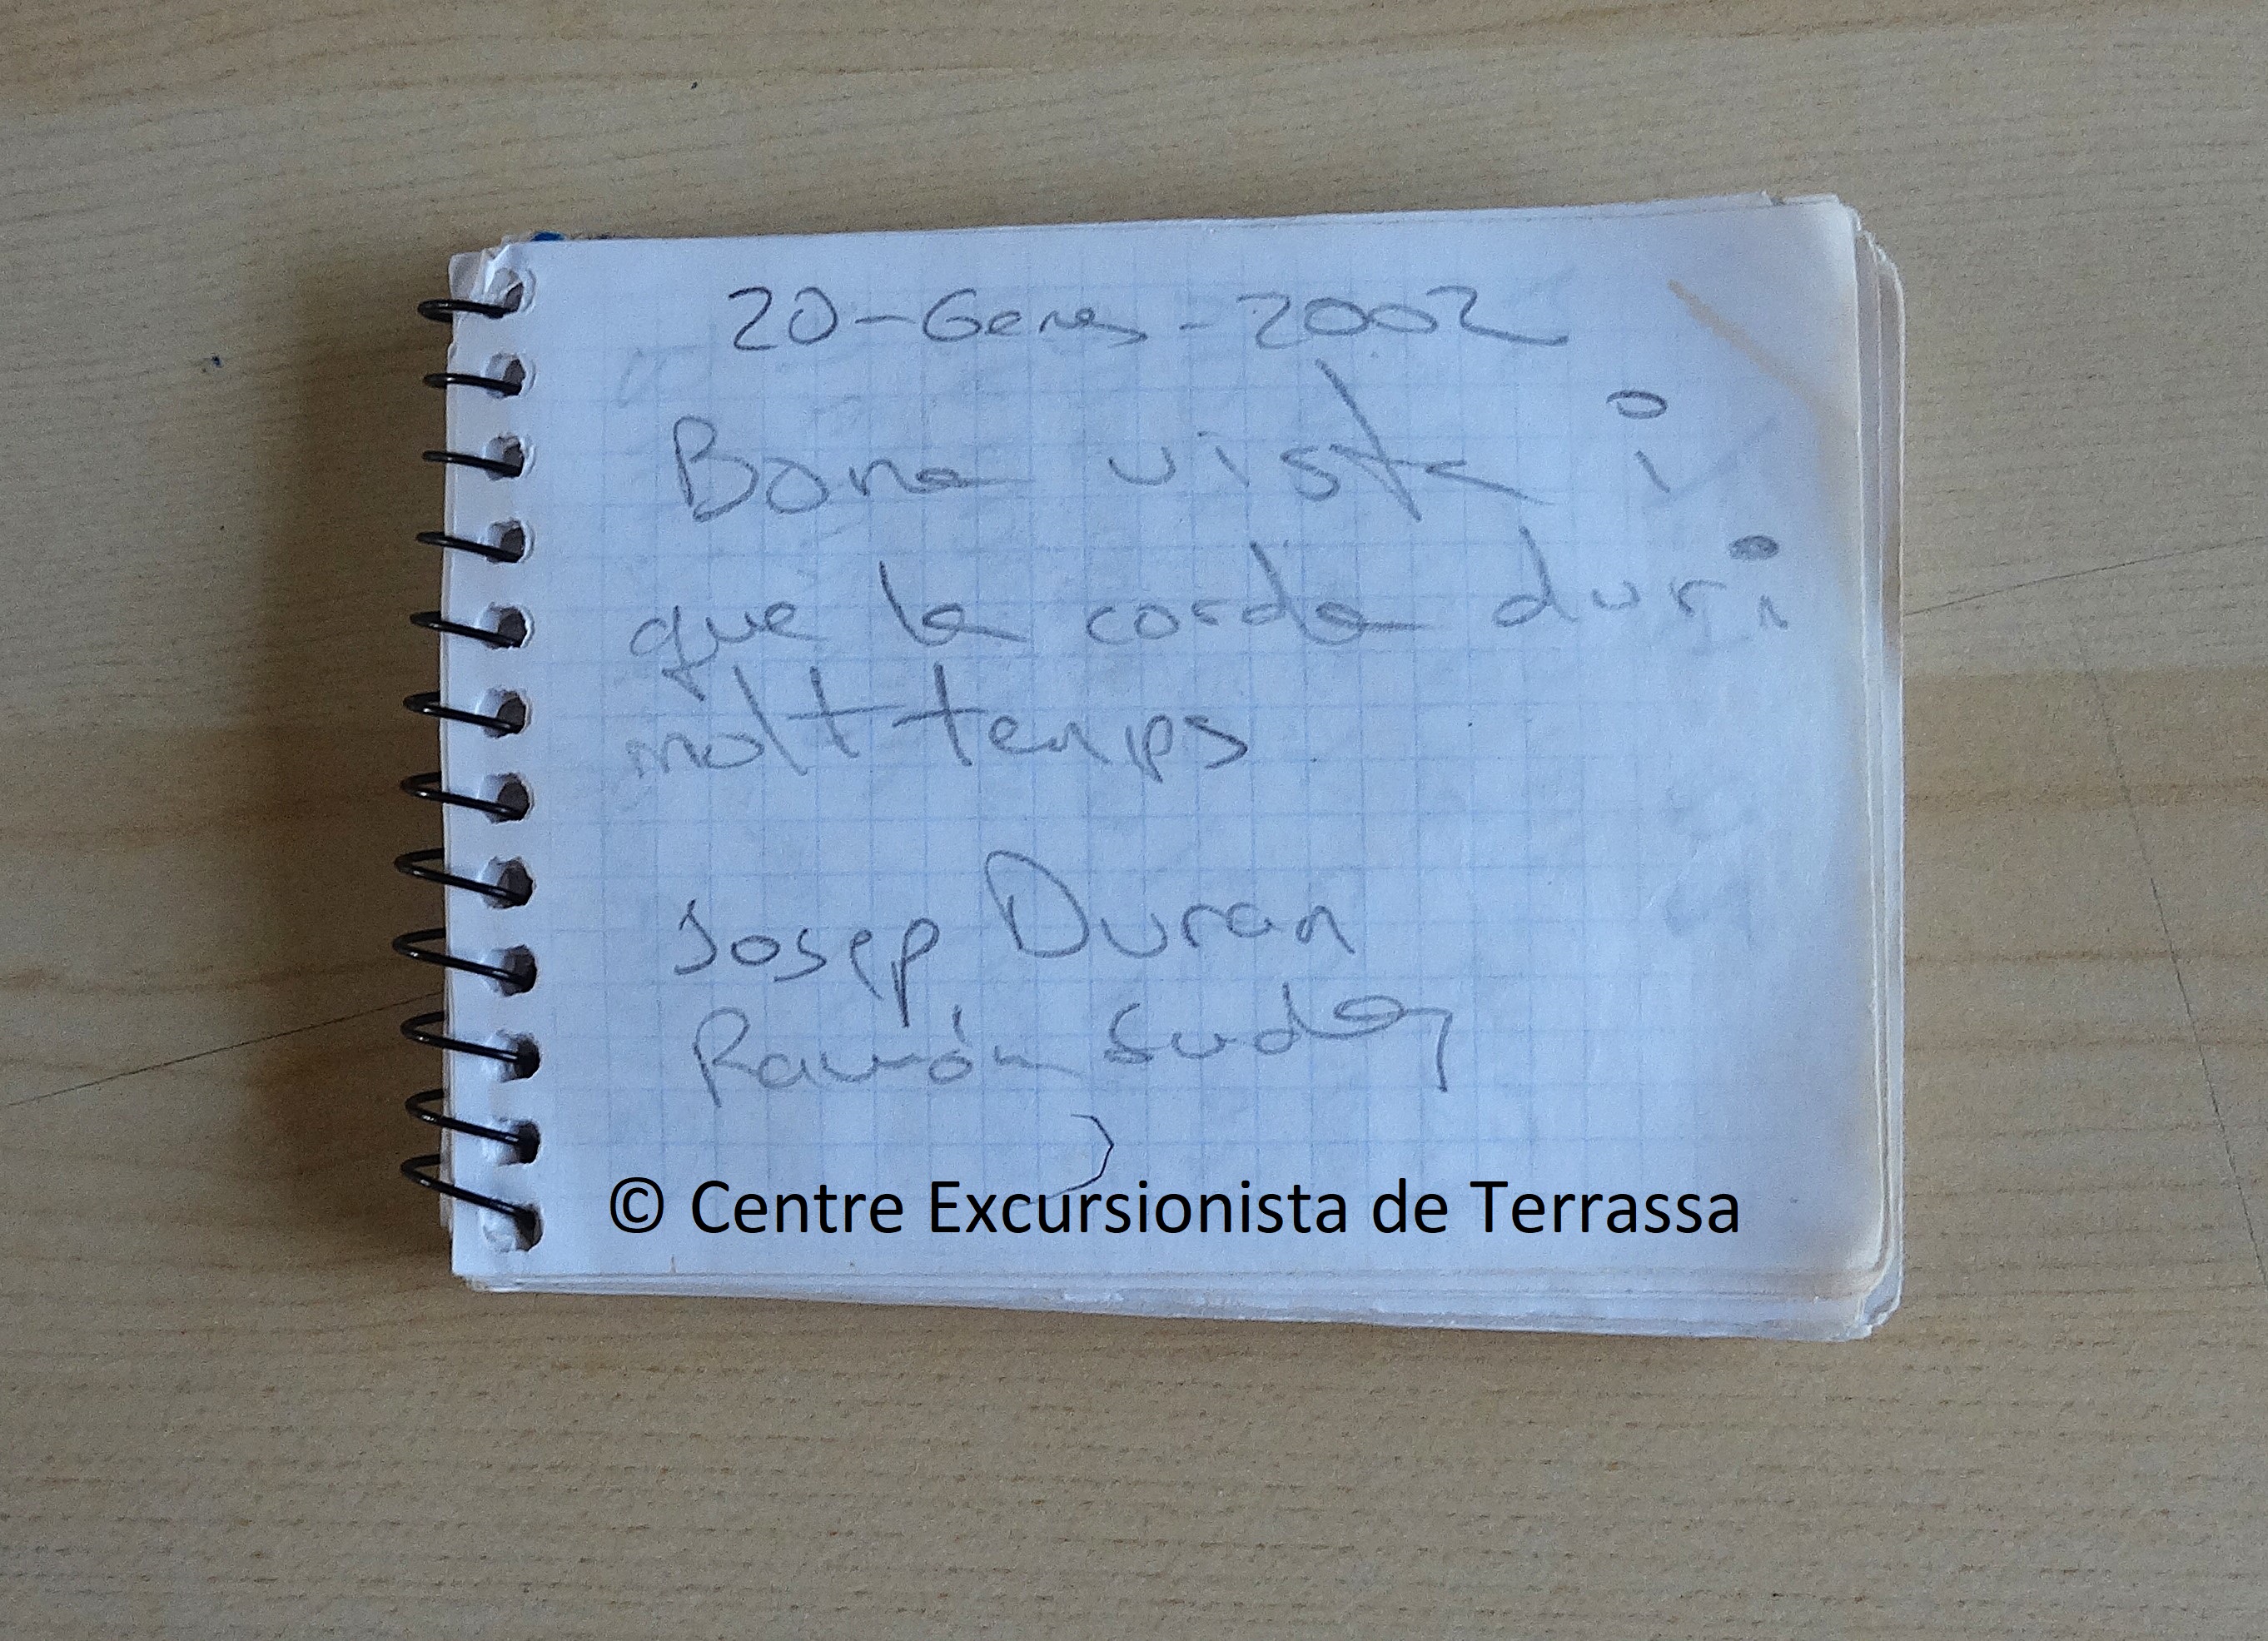 20-Gener-2002
Bona vista i
que la corda duri
molt temps
Josep Duran
Ramón
© Centre Excursionista de Terrassa